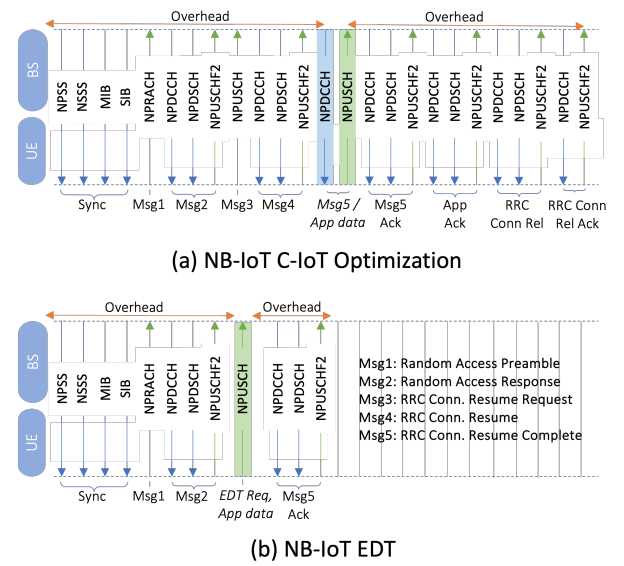 Overhead
Overhead
BS
UE
NPSS
NSSS
MIB
SIB
NPRACH
NPDCCH
NPDSCH
NPUSCHF2
NPUSCH
NPDCCH
NPDSCH
NPUSCHF2
NPDCCH
NPUSCH
NPDCCH
NPDSCH
NPUSCHF2
NPDCCH
NPDSCH
NPUSCHF2
NPDCCH
NPDSCH
NPUSCHF2
NPDCCH
NPUSCHF2
Sync
Msg1
Msg2
Msg3
Msg4
Msg5 /
App data
Msg5
Ack
App
Ack
RRC
Conn Rel
RRC Conn
Rel Ack
(a) NB-IoT C-IoT Optimization
Overhead
Overhead
BS
UE
NPSS
NSSS
MIB
SIB
NPRACH
NPDCCH
NPDSCH
NPUSCHF2
NPUSCH
NPDCCH
NPDSCH
NPUSCHF2
Msg1: Random Access Preamble
Msg2: Random Access Response
Msg3: RRC Conn. Resume Request
Msg4: RRC Conn. Resume
Msg5: RRC Conn. Resume Complete
Sync
Msg1
Msg2
EDT Req,
App data
Msg5
Ack
(b) NB-IoT EDT